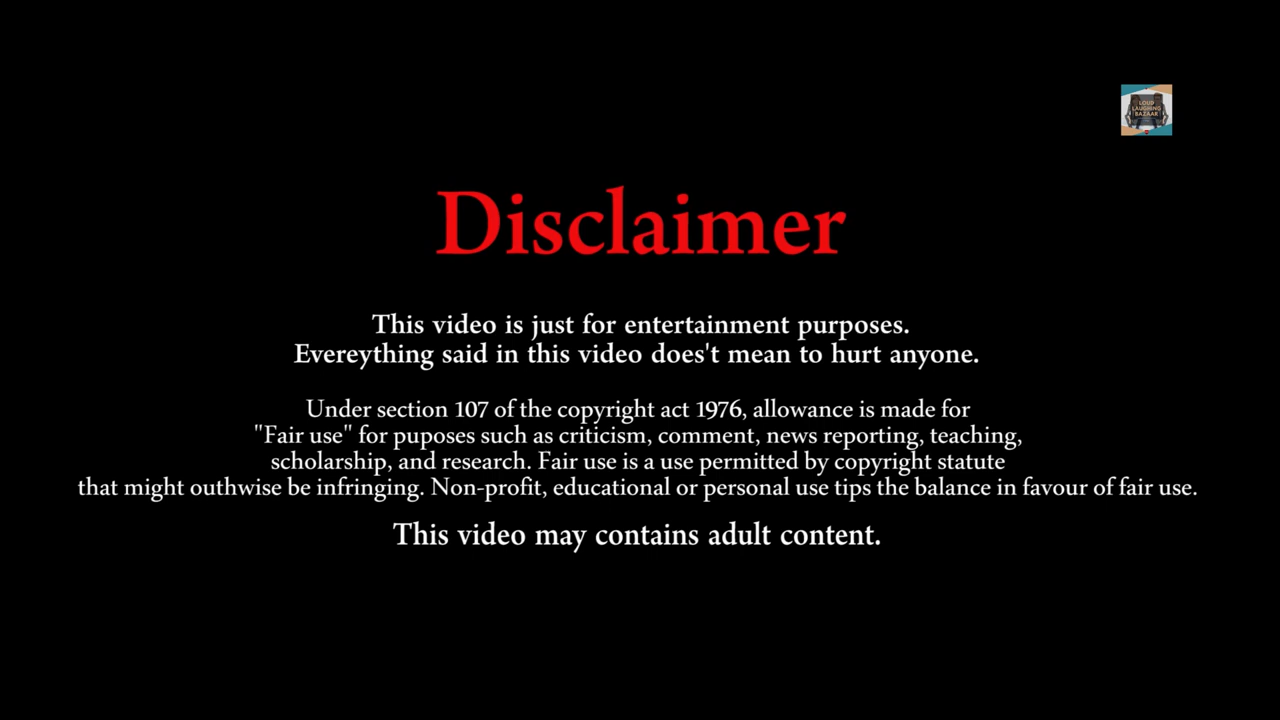 LOUD
LAUGHING
BAZAAR
Disclaimer
This video is just for entertainment purposes.
Evereything said in this video does't mean to hurt anyone.
Under section 107 of the copyright act 1976, allowance is made for
"Fair use" for puposes such as criticism, comment, news reporting, teaching,
scholarship, and research. Fair use is a use permitted by copyright statute
that might outhwise be infringing. Non-profit, educational or personal use tips the balance in favour of fair use.
This video may contains adult content.